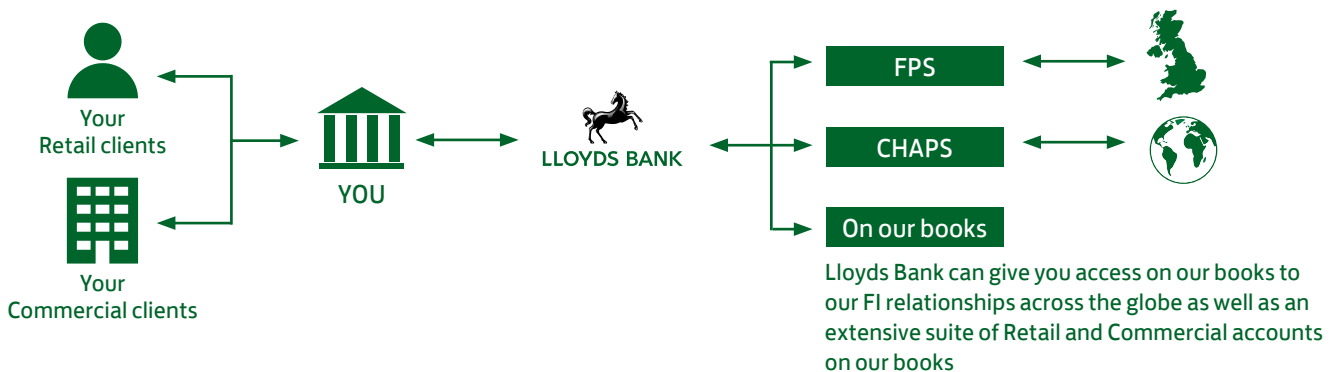 Your
Retail clients
Your
Commercial clients
YOU
LLOYDS BANK
FPS
CHAPS
On our books
Lloyds Bank can give you access on our books to
our FI relationships across the globe as well as an
extensive suite of Retail and Commercial accounts
on our books